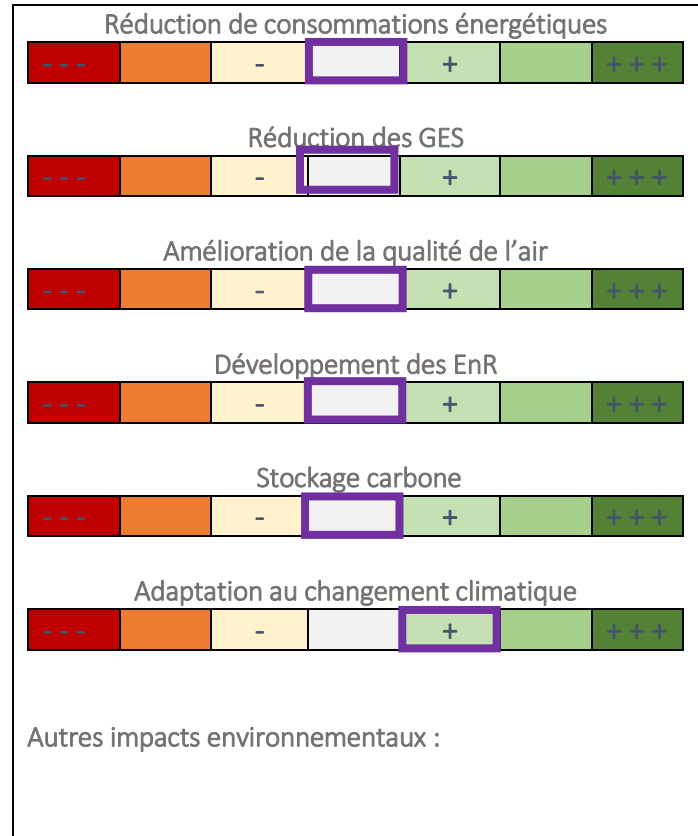 Réduction de consommations énergétiques
- - - - + + + +
Réduction des GES
- - - - + + + +
Amélioration de la qualité de l’air
- - - - + + + +
Développement des EnR
- - - - + + + +
Stockage carbone
- - - - + + + +
Adaptation au changement climatique
- - - - + + + +
Autres impacts environnementaux :